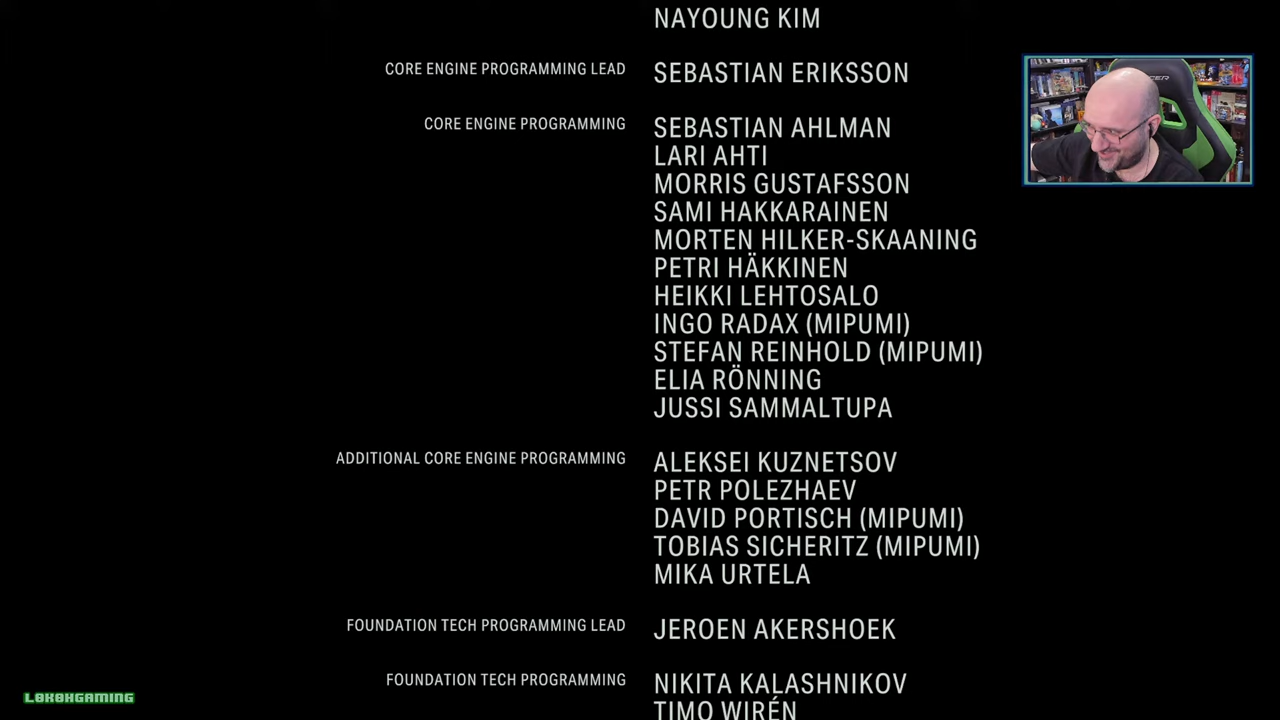 NAYOUNG KIM
CORE ENGINE PROGRAMMING LEAD SEBASTIAN ERIKSSON
CORE ENGINE PROGRAMMING SEBASTIAN AHLMAN
LARI AHTI
MORRIS GUSTAFSSON
SAMI HAKKARAINEN
MORTEN HILKER-SKAANING
PETRI HÄKKINEN
HEIKKI LEHTOSALO
INGO RADAX (MIPUMI)
STEFAN REINHOLD (MIPUMI)
ELIA RÖNNING
JUSSI SAMMALTUPA
ADDITIONAL CORE ENGINE PROGRAMMING ALEKSEI KUZNETSOV
PETR POLEZHAEV
DAVID PORTISCH (MIPUMI)
TOBIAS SICHERITZ (MIPUMI)
MIKA URTELA
FOUNDATION TECH PROGRAMMING LEAD JEROEN AKERSHOEK
FOUNDATION TECH PROGRAMMING NIKITA KALASHNIKOV
TIMO WIRÉN
L0K0XGAMING